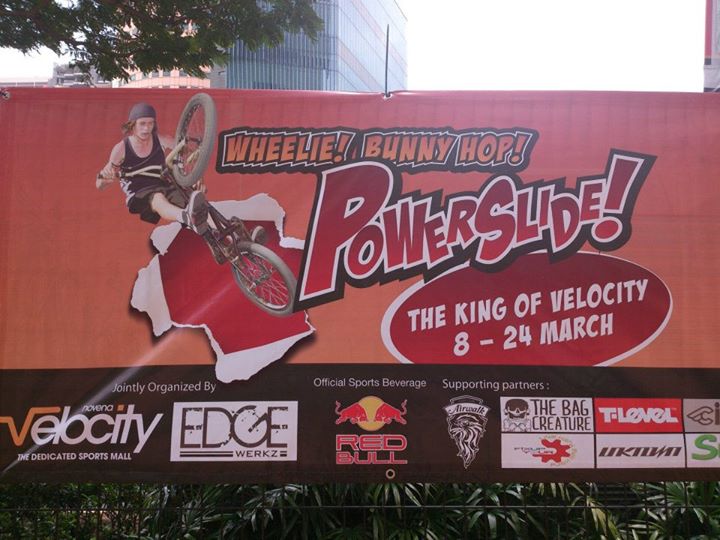 WHEELIE! BUNNY HOP!
POWERSLIDE!
THE KING OF VELOCITY
8 – 24 MARCH
Jointly Organized By
Official Sports Beverage
Supporting partners :
novena
Velocity
THE DEDICATED SPORTS MALL
EDGE
WERKZ
RED
BULL
Airwalk
THE BAG
CREATURE
T-LEVEL
UKNWN